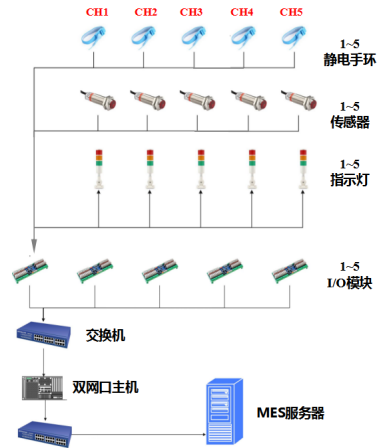 CH1 CH2 CH3 CH4 CH5
1~5
静电手环
1~5
传感器
1~5
指示灯
1~5
I/O模块
交换机
双网口主机
MES服务器